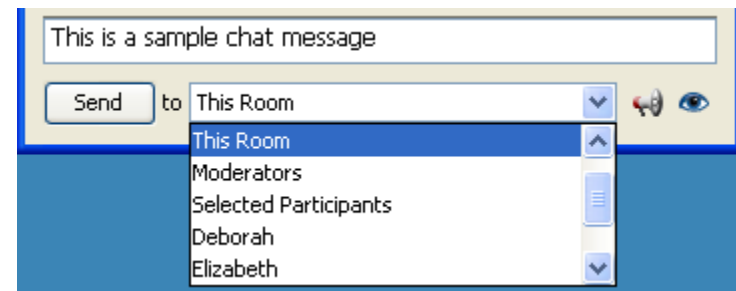 This is a sample chat message
Send to This Room
This Room
Moderators
Selected Participants
Deborah
Elizabeth